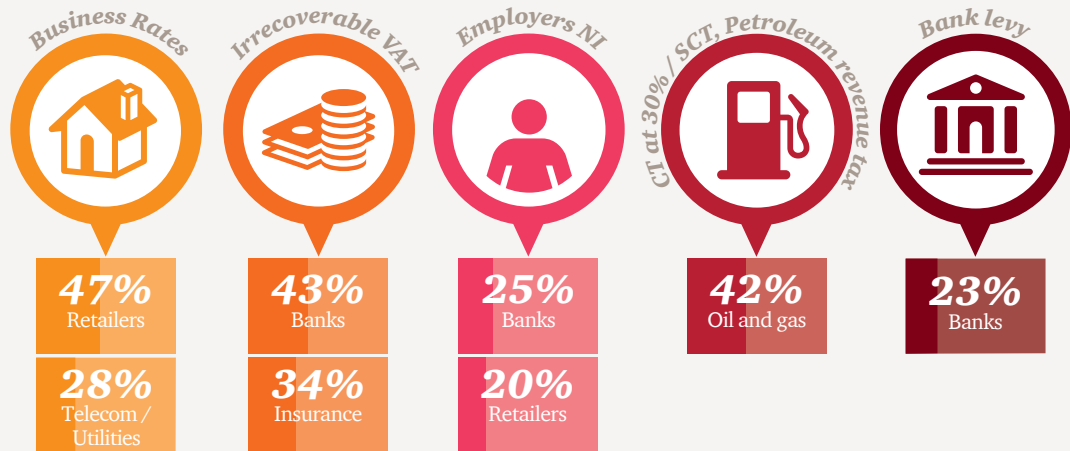 Business Rates
47%
Retailers
28%
Telecom /
Utilities
Irrecoverable VAT
43%
Banks
34%
Insurance
Employers NI
25%
Banks
20%
Retailers
CT at 30% / SCT, Petroleum revenue tax
42%
Oil and gas
Bank levy
23%
Banks